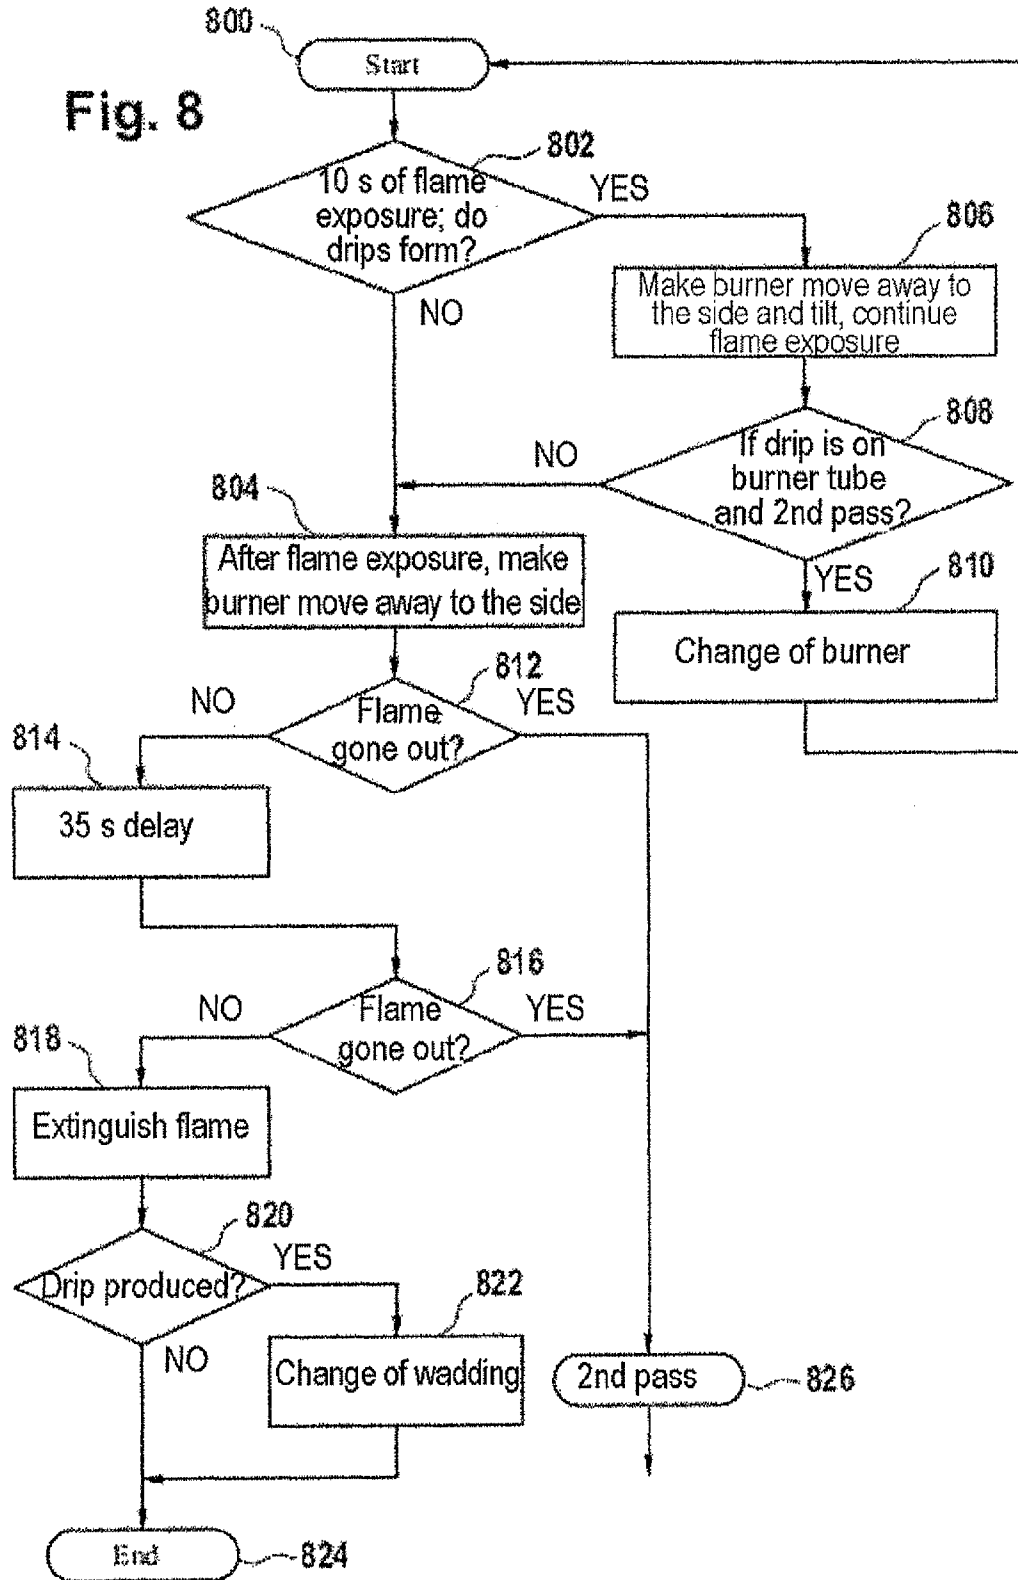 800
Start
Fig. 8
802
10 s of flame
exposure; do
drips form?
YES
NO
806
Make burner move away to
the side and tilt, continue
flame exposure
808
If drip is on
burner tube
and 2nd pass?
NO
YES
804
After flame exposure, make
burner move away to the side
810
Change of burner
812
Flame
gone out?
NO
YES
814
35 s delay
816
Flame
gone out?
NO
YES
818
Extinguish flame
820
Drip produced?
YES
NO
822
Change of wadding
2nd pass
826
End
824